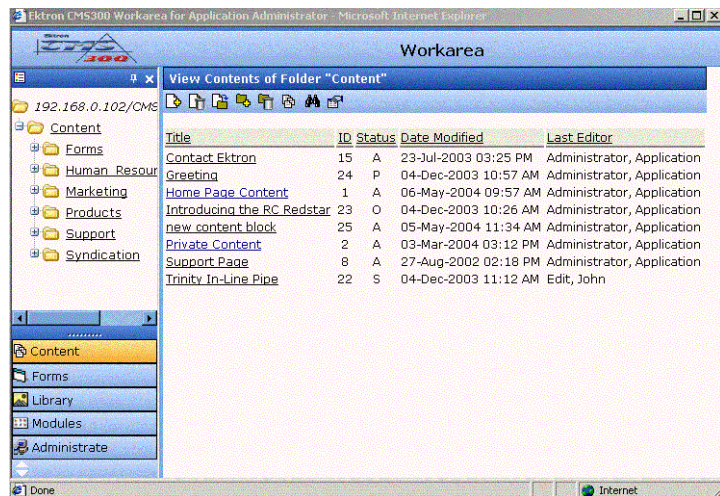 Ektron CMS300 Workarea for Application Administrator - Microsoft Internet Explorer
Ektron
CMS
300
Workarea
View Contents of Folder "Content"
192.168.0.102/CMS
Content
Forms
Human_Resour
Marketing
Products
Support
Syndication
Title ID Status Date Modified Last Editor
Contact Ektron 15 A 23-Jul-2003 03:25 PM Administrator, Application
Greeting 24 P 04-Dec-2003 10:57 AM Administrator, Application
Home Page Content 1 A 06-May-2004 09:57 AM Administrator, Application
Introducing the RC Redstar 23 O 04-Dec-2003 10:26 AM Administrator, Application
new content block 25 A 05-May-2004 11:34 AM Administrator, Application
Private Content 2 A 03-Mar-2004 03:12 PM Administrator, Application
Support Page 8 A 27-Aug-2002 02:18 PM Administrator, Application
Trinity In-Line Pipe 22 S 04-Dec-2003 11:12 AM Edit, John
Content
Forms
Library
Modules
Administrate
Done
Internet